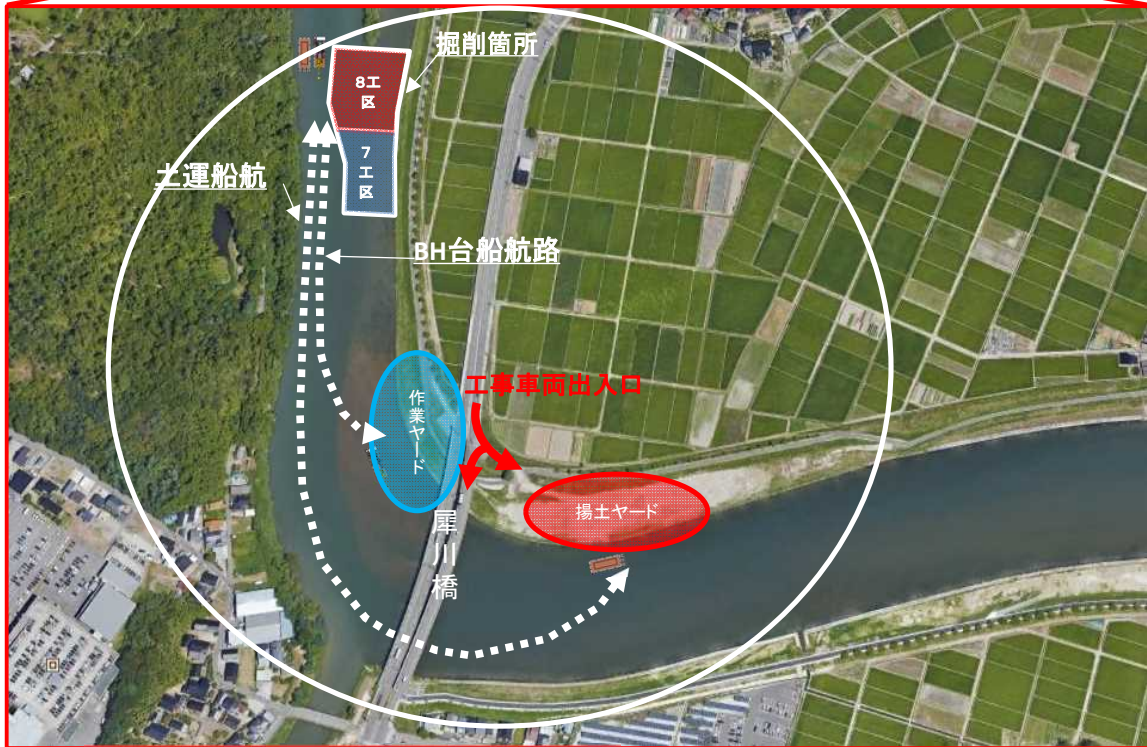 掘削箇所
8工
区
7
工
区
土運船航
BH台船航路
工事車両出入口
作業ヤード
揚土ヤード
犀川橋